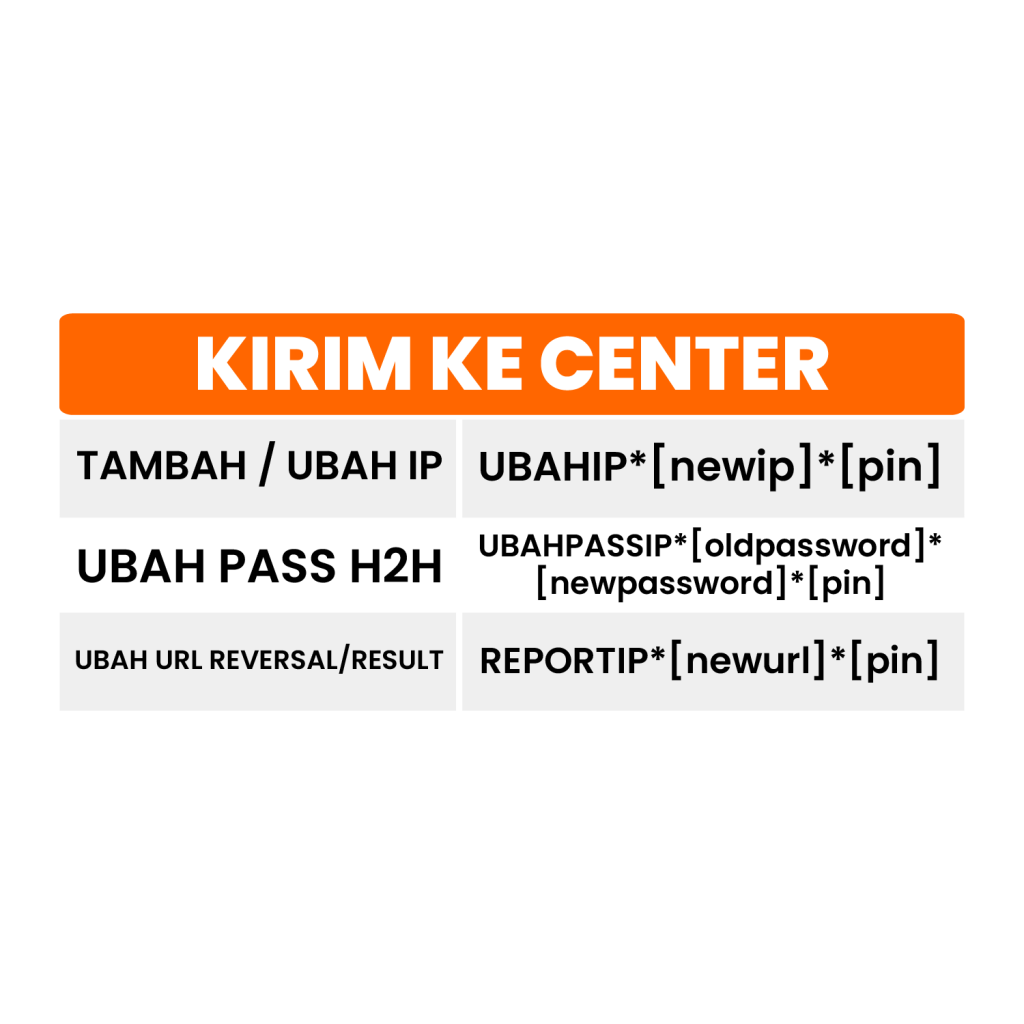 KIRIM KE CENTER
TAMBAH / UBAH IP
UBAHIP*[newip]*[pin]
UBAH PASS H2H
UBAHPASSIP*[oldpassword]*
[newpassword]*[pin]
UBAH URL REVERSAL/RESULT
REPORTIP*[newurl]*[pin]